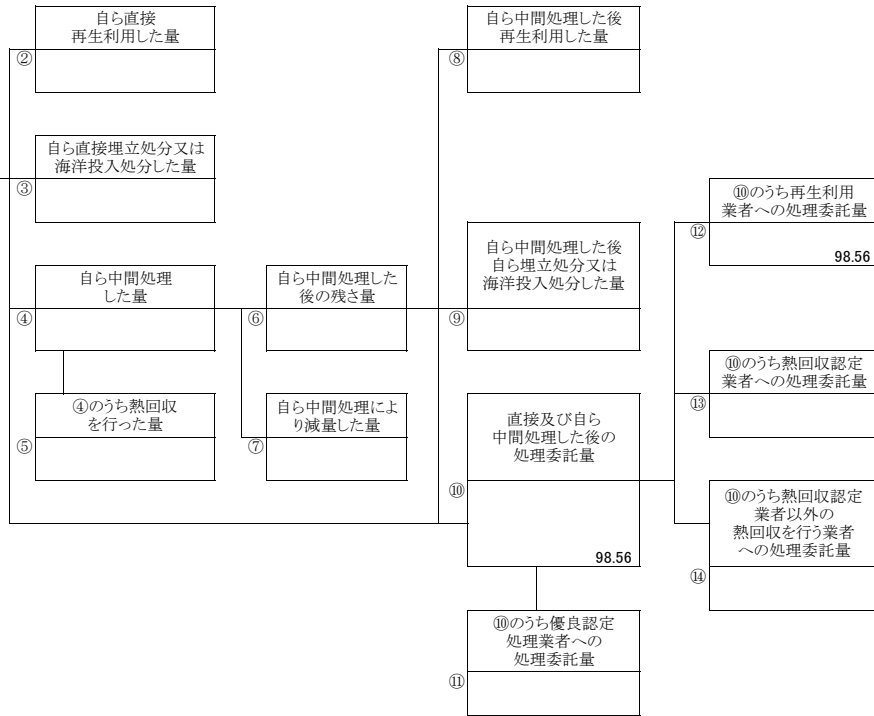 自ら直接
再生利用した量
②
自ら直接埋立処分又は
海洋投入処分した量
③
自ら中間処理
した量
④
④のうち熱回収
を行った量
⑤
自ら中間処理した
後の残さ量
⑥
自ら中間処理によ
り減量した量
⑦
自ら中間処理した後
再生利用した量
⑧
自ら中間処理した後
自ら埋立処分又は
海洋投入処分した量
⑨
直接及び自ら
中間処理した後の
処理委託量
⑩
98.56
⑩のうち優良認定
処理業者への
処理委託量
⑪
⑩のうち再生利用
業者への処理委託量
⑫
98.56
⑩のうち熱回収認定
業者への処理委託量
⑬
⑩のうち熱回収認定
業者以外の
熱回収を行う業者
への処理委託量
⑭